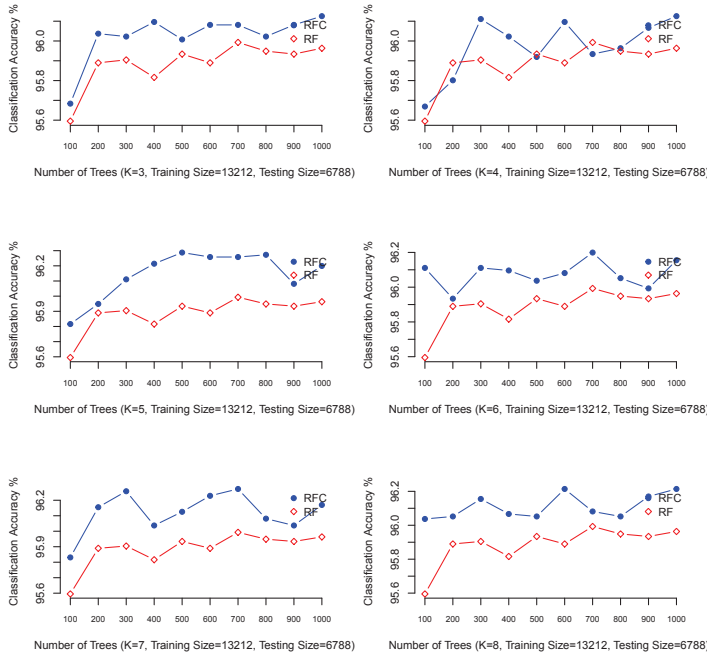 Classification Accuracy %
96.0
95.8
95.6
RFC
RF
100 200 300 400 500 600 700 800 900 1000
Number of Trees (K=3, Training Size=13212, Testing Size=6788)
Classification Accuracy %
96.0
95.8
95.6
RFC
RF
100 200 300 400 500 600 700 800 900 1000
Number of Trees (K=4, Training Size=13212, Testing Size=6788)
Classification Accuracy %
96.2
95.9
95.6
RFC
RF
100 200 300 400 500 600 700 800 900 1000
Number of Trees (K=5, Training Size=13212, Testing Size=6788)
Classification Accuracy %
96.2
96.0
95.8
95.6
RFC
RF
100 200 300 400 500 600 700 800 900 1000
Number of Trees (K=6, Training Size=13212, Testing Size=6788)
Classification Accuracy %
96.2
95.9
95.6
RFC
RF
100 200 300 400 500 600 700 800 900 1000
Number of Trees (K=7, Training Size=13212, Testing Size=6788)
Classification Accuracy %
96.2
96.0
95.8
95.6
RFC
RF
100 200 300 400 500 600 700 800 900 1000
Number of Trees (K=8, Training Size=13212, Testing Size=6788)